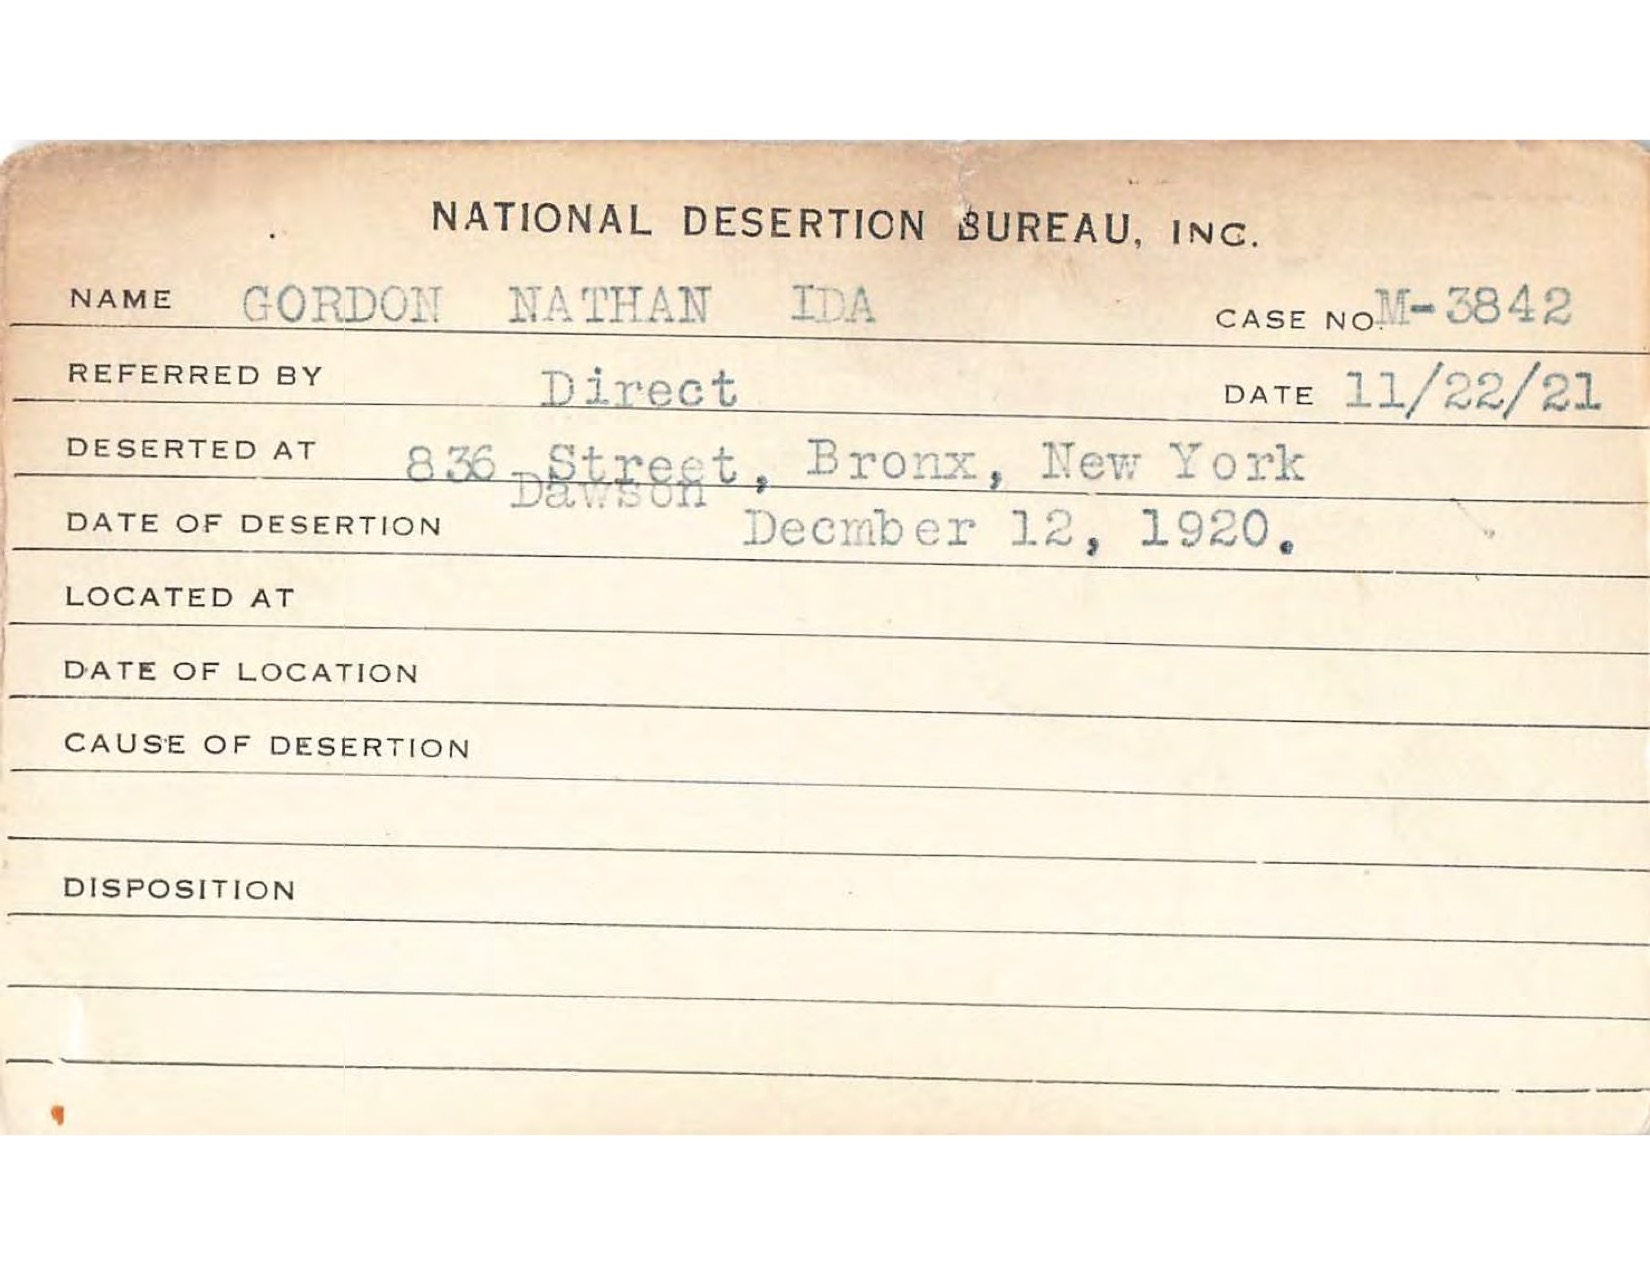 NATIONAL DESERTION BUREAU, INC.
NAME GORDON NATHAN IDA CASE NO. M-3842
REFERRED BY Direct DATE 11/22/21
DESERTED AT 836 Street, Bronx, New York
Dawson
DATE OF DESERTION Decmber 12, 1920.
LOCATED AT
DATE OF LOCATION
CAUSE OF DESERTION
DISPOSITION